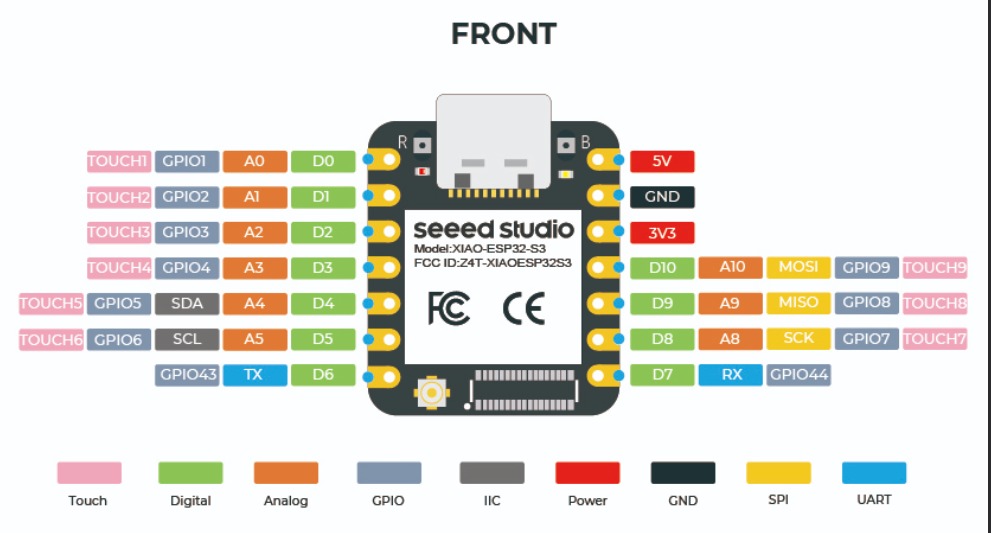 FRONT
R B
TOUCH1 GPIO1 A0 D0 5V
TOUCH2 GPIO2 A1 D1 GND
TOUCH3 GPIO3 A2 D2 3V3
seeed studio
Model:XIAO-ESP32-S3
FCC ID:Z4T-XIAOESP32S3
TOUCH4 GPIO4 A3 D3 D10 A10 MOSI GPIO9 TOUCH9
TOUCH5 GPIO5 SDA A4 D4 D9 A9 MISO GPIO8 TOUCH8
FC CE
TOUCH6 GPIO6 SCL A5 D5 D8 A8 SCK GPIO7 TOUCH7
GPIO43 TX D6 D7 RX GPIO44
Touch Digital Analog GPIO IIC Power GND SPI UART